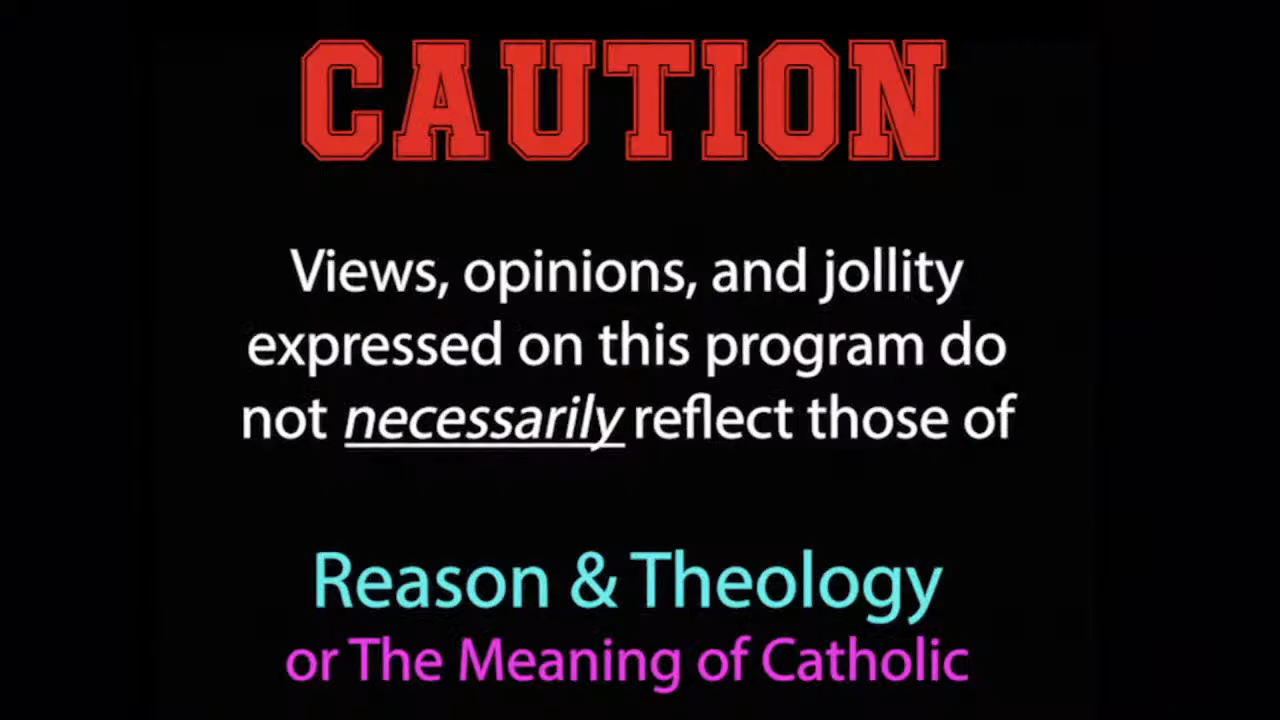 CAUTION
Views, opinions, and jollity
expressed on this program do
not necessarily reflect those of
Reason & Theology
or The Meaning of Catholic